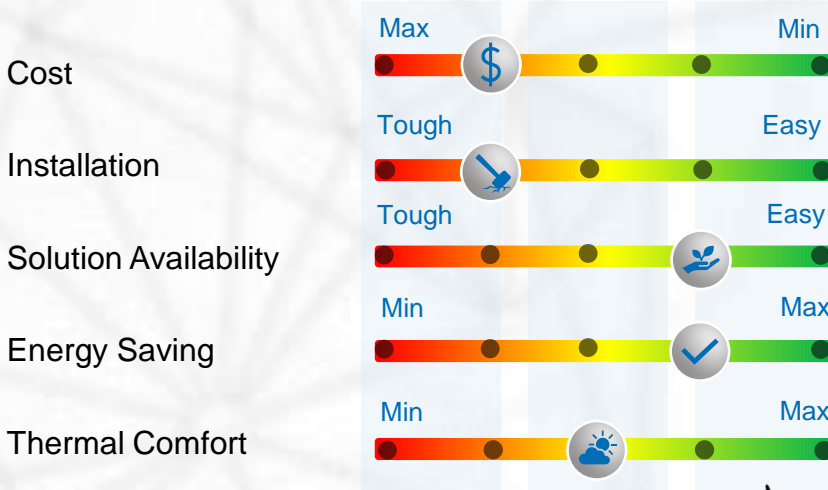 Max Min
Cost
$
Tough Easy
Installation
Tough Easy
Solution Availability
Min Max
Energy Saving
Min Max
Thermal Comfort